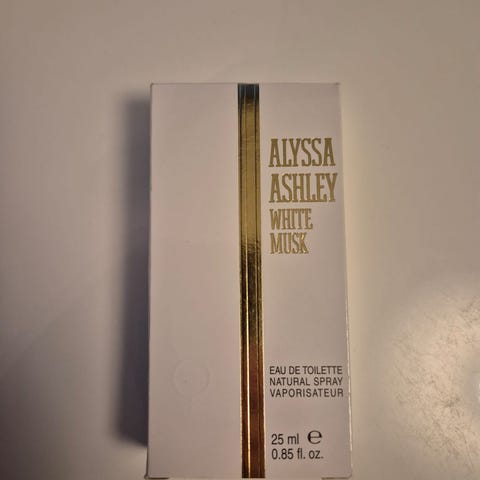 ALYSSA
ASHLEY
WHITE
MUSK
EAU DE TOILETTE
NATURAL SPRAY
VAPORISATEUR
25 ml ℮
0.85 fl. oz.